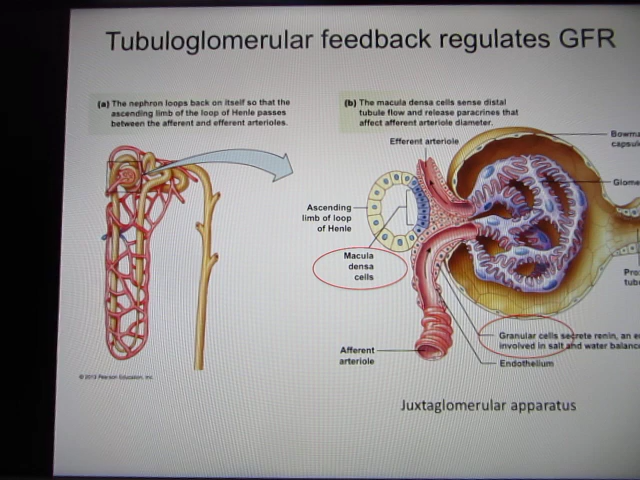 Tubuloglomerular feedback regulates GFR
(a) The nephron loops back on itself so that the
ascending limb of the loop of Henle passes
between the afferent and efferent arterioles.
(b) The macula densa cells sense distal
tubule flow and release paracrines that
affect afferent arteriole diameter.
Efferent arteriole
Bowma
capsul
Glome
Ascending
limb of loop
of Henle
Macula
densa
cells
Prox
tubu
Granular cells secrete renin, an e
involved in salt and water balanc
Endothelium
Afferent
arteriole
© 2013 Pearson Education, Inc.
Juxtaglomerular apparatus